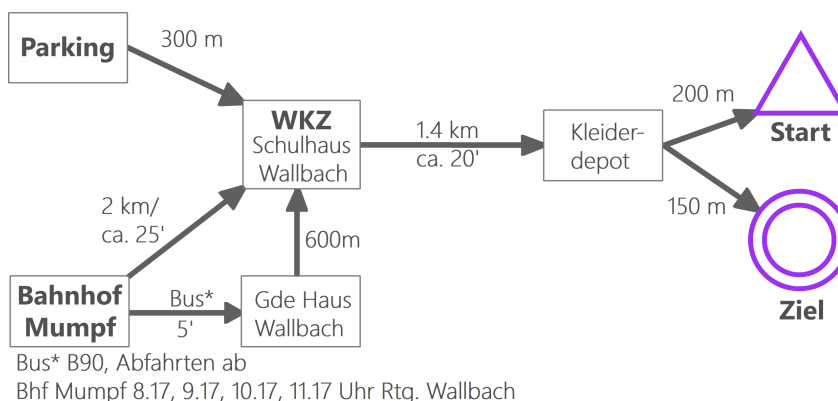 Parking
300 m
WKZ
Schulhaus
Wallbach
1.4 km
ca. 20'
Kleider-
depot
200 m
Start
150 m
Ziel
2 km/
ca. 25'
600m
Bahnhof
Mumpf
Bus*
5'
Gde Haus
Wallbach
Bus* B90, Abfahrten ab
Bhf Mumpf 8.17, 9.17, 10.17, 11.17 Uhr Rtg. Wallbach